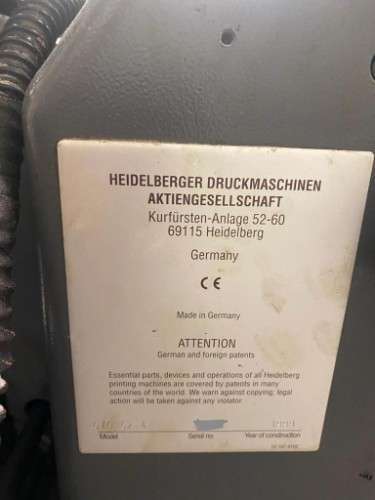 HEIDELBERGER DRUCKMASCHINEN
AKTIENGESELLSCHAFT
Kurfürsten-Anlage 52-60
69115 Heidelberg
Germany
CE
Made in Germany
ATTENTION
German and foreign patents
Essential parts, devices and operations of all Heidelberg
printing machines are covered by patents in many
countries of the world. We warn against copying; legal
action will be taken against any violator.
Model Serial no Year of construction